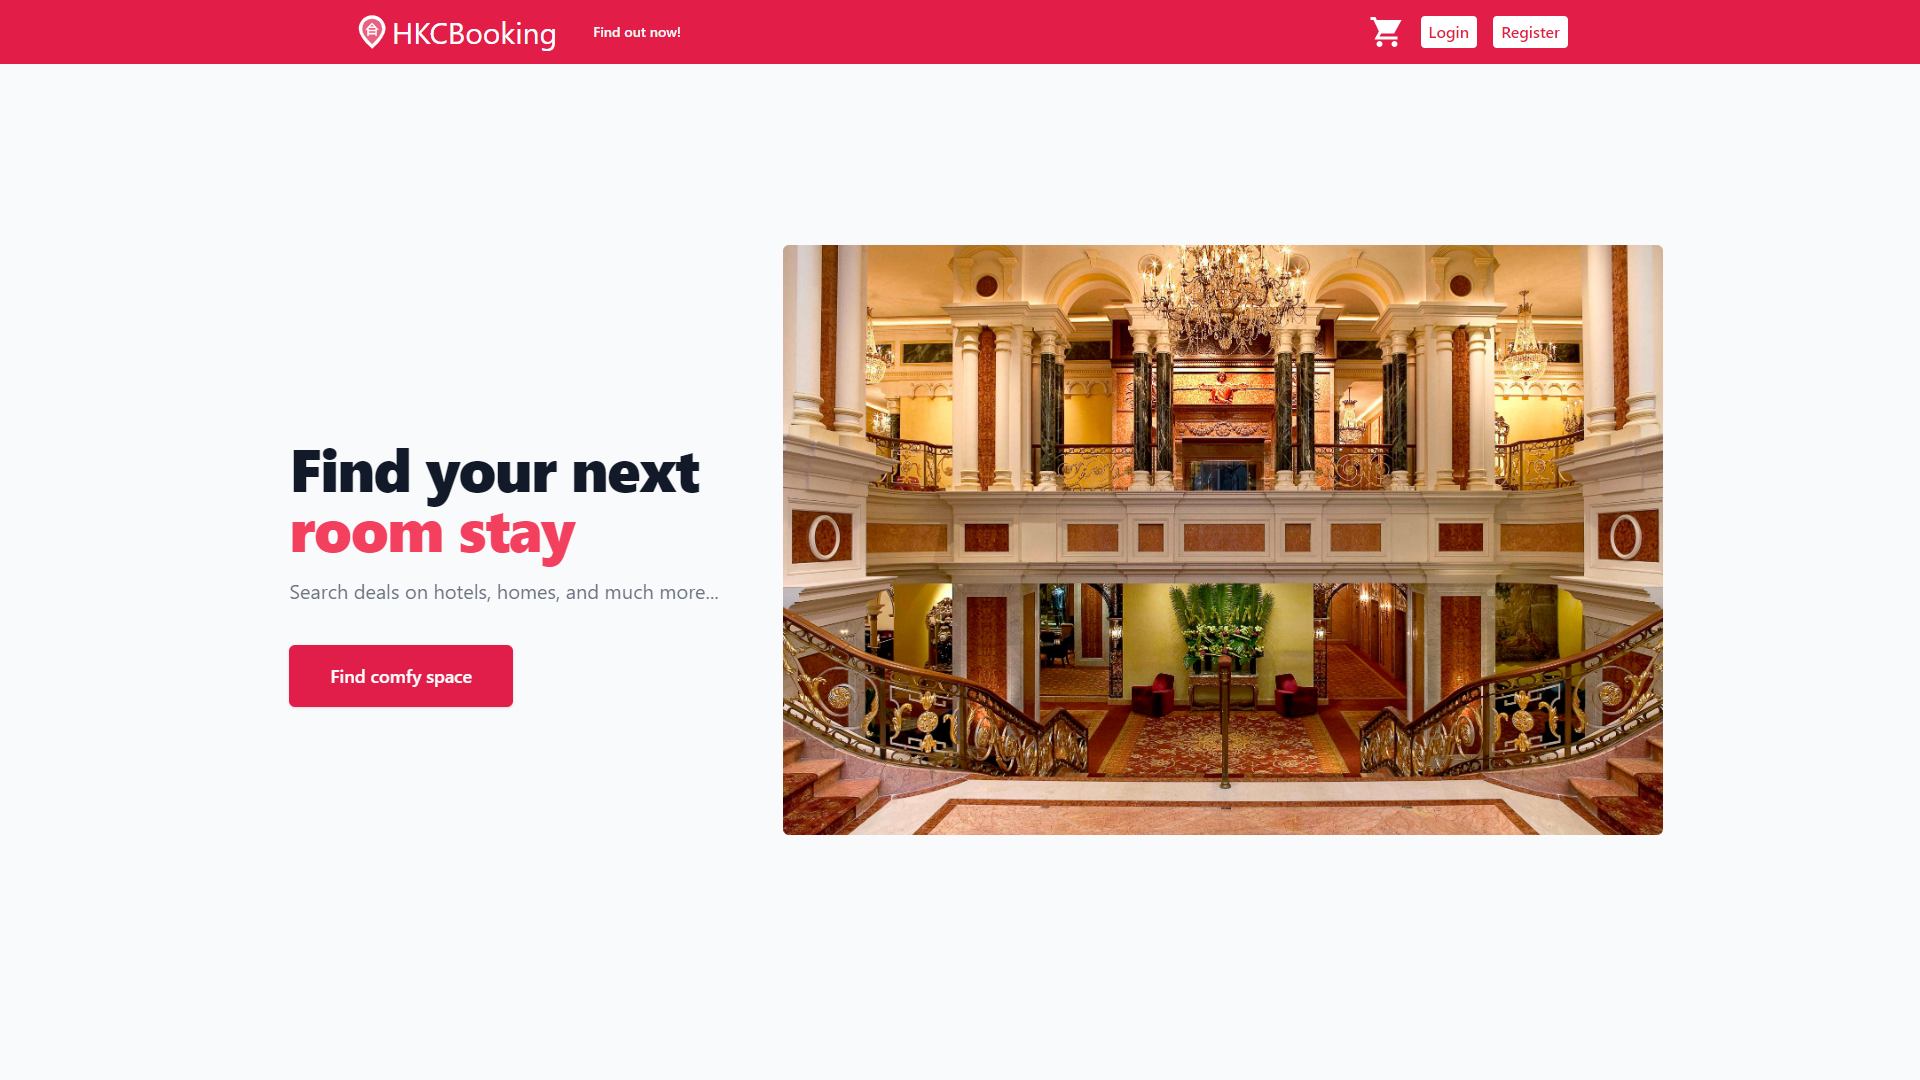 HKCBooking
Find out now!
Login
Register
Find your next
room stay
Search deals on hotels, homes, and much more...
Find comfy space